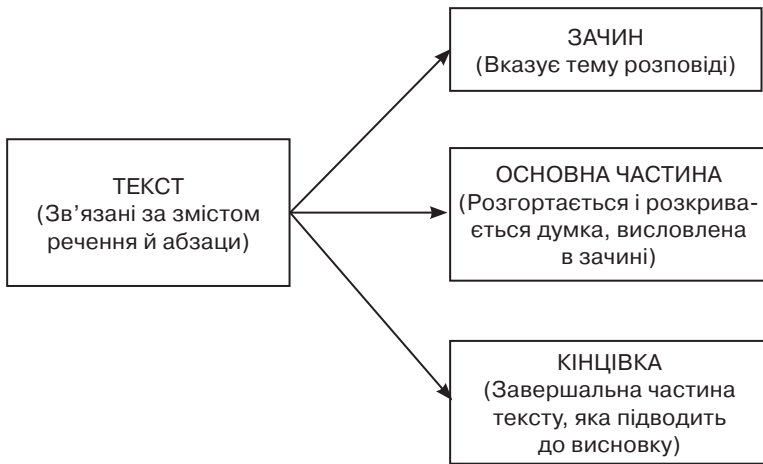 ЗАЧИН
(Вказує тему розповіді)
ТЕКСТ
(Зв’язані за змістом
речення й абзаци)
ОСНОВНА ЧАСТИНА
(Розгортається і розкрива-
ється думка, висловлена
в зачині)
КІНЦІВКА
(Завершальна частина
тексту, яка підводить
до висновку)